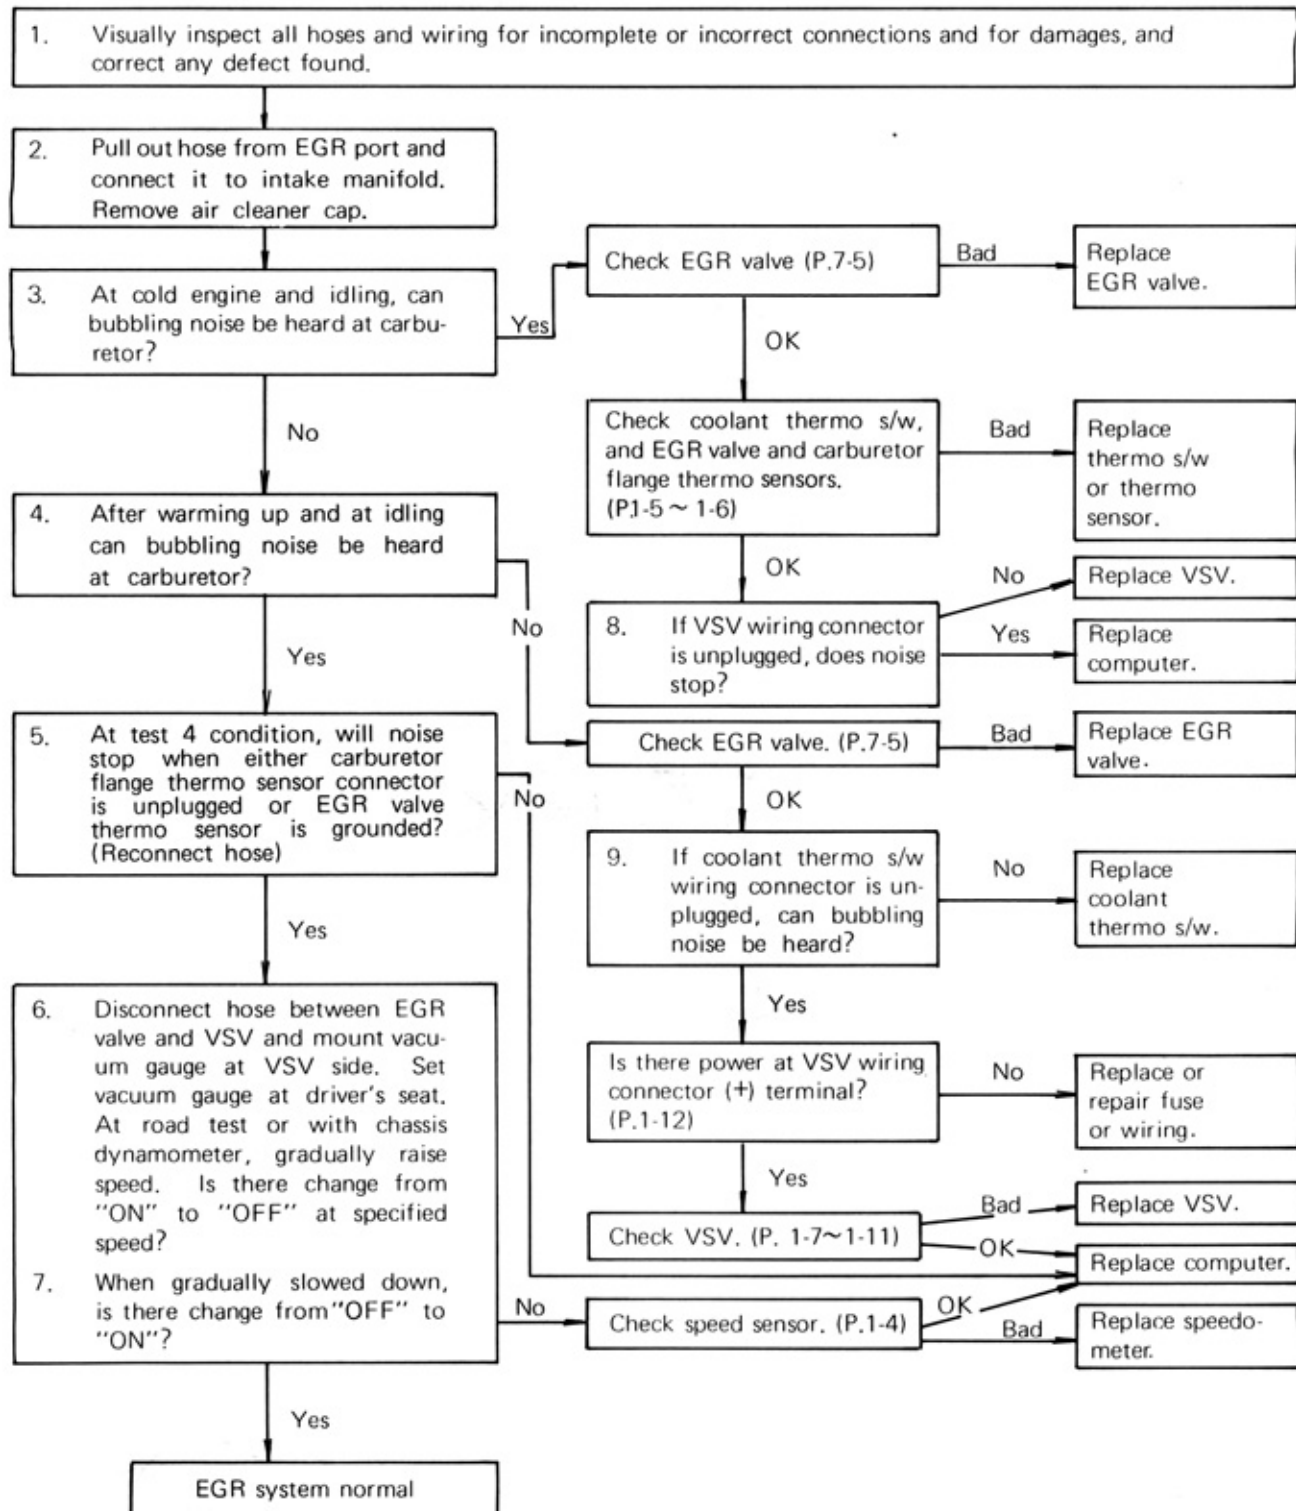 1. Visually inspect all hoses and wiring for incomplete or incorrect connections and for damages, and
correct any defect found.
2. Pull out hose from EGR port and
connect it to intake manifold.
Remove air cleaner cap.
3. At cold engine and idling, can
bubbling noise be heard at carbu-
retor?
Yes
No
Check EGR valve (P.7-5)
Bad
Replace
EGR valve.
OK
Check coolant thermo s/w,
and EGR valve and carburetor
flange thermo sensors.
(P.1-5 ~ 1-6)
Bad
Replace
thermo s/w
or thermo
sensor.
OK
8. If VSV wiring connector
is unplugged, does noise
stop?
No
Replace VSV.
Yes
Replace
computer.
4. After warming up and at idling
can bubbling noise be heard
at carburetor?
No
Yes
Check EGR valve. (P.7-5)
Bad
Replace EGR
valve.
OK
9. If coolant thermo s/w
wiring connector is un-
plugged, can bubbling
noise be heard?
No
Replace
coolant
thermo s/w.
Yes
Is there power at VSV wiring
connector (+) terminal?
(P.1-12)
No
Replace or
repair fuse
or wiring.
Yes
Check VSV. (P. 1-7~1-11)
Bad
Replace VSV.
OK
Replace computer.
5. At test 4 condition, will noise
stop when either carburetor
flange thermo sensor connector
is unplugged or EGR valve
thermo sensor is grounded?
(Reconnect hose)
No
Yes
6. Disconnect hose between EGR
valve and VSV and mount vacu-
um gauge at VSV side. Set
vacuum gauge at driver's seat.
At road test or with chassis
dynamometer, gradually raise
speed. Is there change from
"ON" to "OFF" at specified
speed?
7. When gradually slowed down,
is there change from "OFF" to
"ON"?
No
Check speed sensor. (P.1-4)
OK
Bad
Replace speedo-
meter.
Yes
EGR system normal